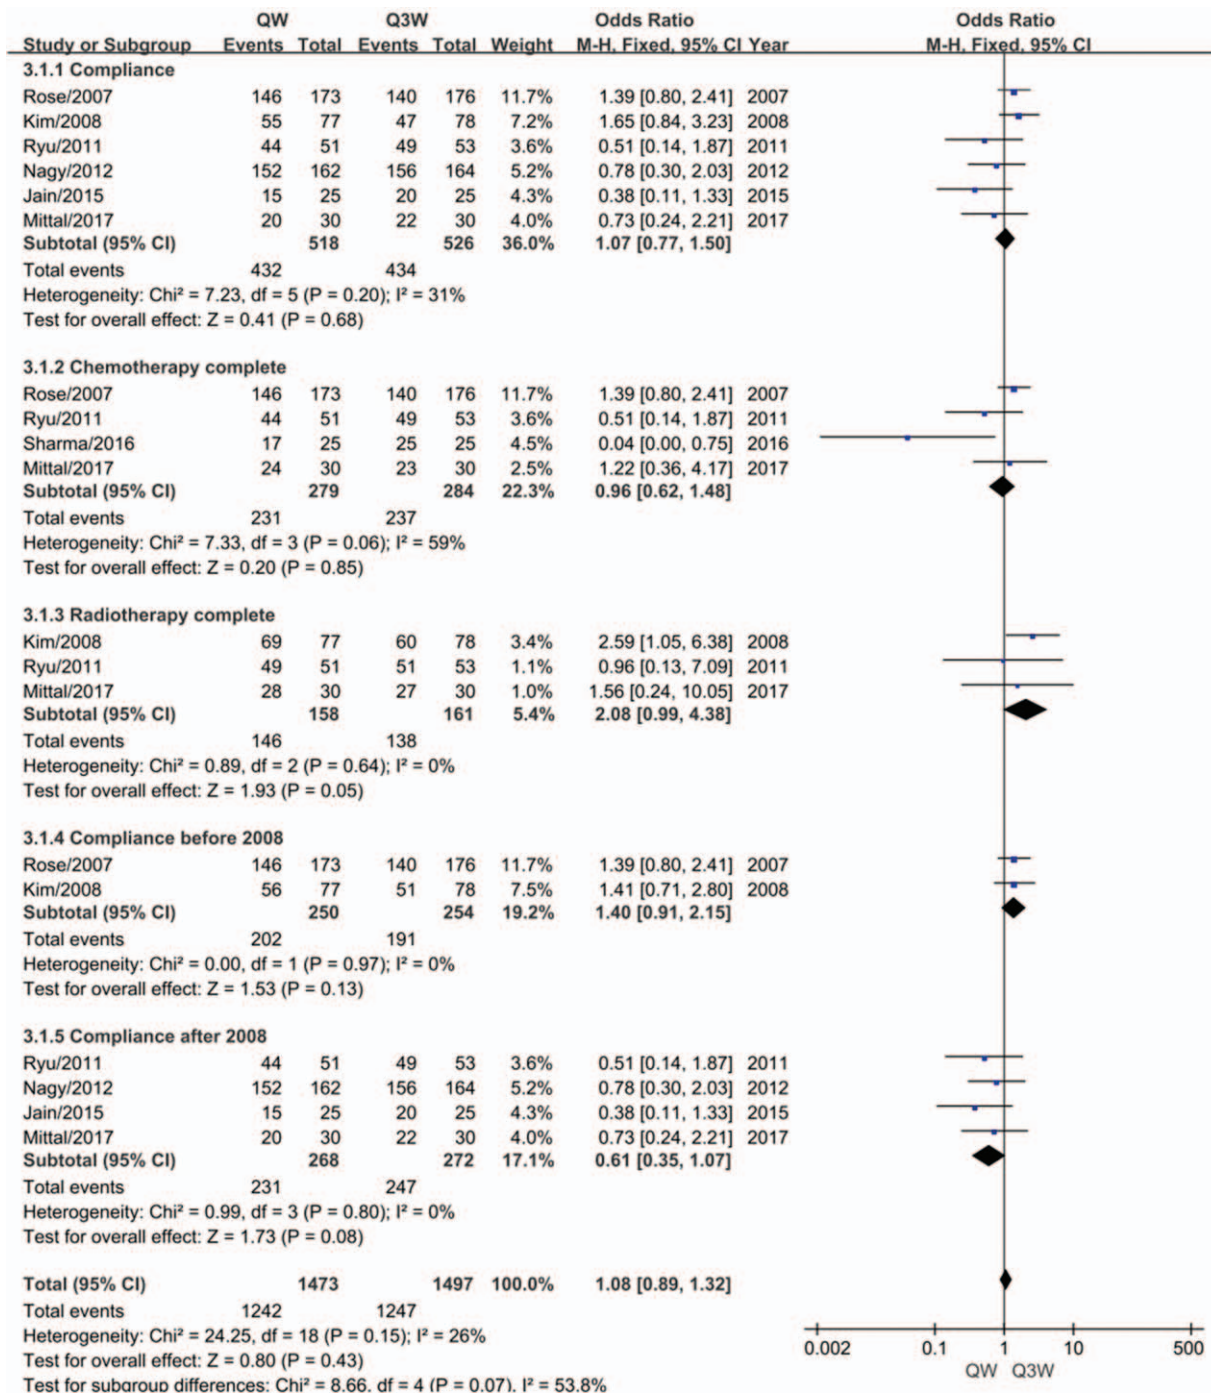 QW Q3W Odds Ratio Odds Ratio
Study or Subgroup Events Total Events Total Weight M-H, Fixed, 95% CI Year M-H, Fixed, 95% CI
3.1.1 Compliance
Rose/2007 146 173 140 176 11.7% 1.39 [0.80, 2.41] 2007
Kim/2008 55 77 47 78 7.2% 1.65 [0.84, 3.23] 2008
Ryu/2011 44 51 49 53 3.6% 0.51 [0.14, 1.87] 2011
Nagy/2012 152 162 156 164 5.2% 0.78 [0.30, 2.03] 2012
Jain/2015 15 25 20 25 4.3% 0.38 [0.11, 1.33] 2015
Mittal/2017 20 30 22 30 4.0% 0.73 [0.24, 2.21] 2017
Subtotal (95% CI) 518 526 36.0% 1.07 [0.77, 1.50]
Total events 432 434
Heterogeneity: Chi² = 7.23, df = 5 (P = 0.20); I² = 31%
Test for overall effect: Z = 0.41 (P = 0.68)
3.1.2 Chemotherapy complete
Rose/2007 146 173 140 176 11.7% 1.39 [0.80, 2.41] 2007
Ryu/2011 44 51 49 53 3.6% 0.51 [0.14, 1.87] 2011
Sharma/2016 17 25 25 25 4.5% 0.04 [0.00, 0.75] 2016
Mittal/2017 24 30 23 30 2.5% 1.22 [0.36, 4.17] 2017
Subtotal (95% CI) 279 284 22.3% 0.96 [0.62, 1.48]
Total events 231 237
Heterogeneity: Chi² = 7.33, df = 3 (P = 0.06); I² = 59%
Test for overall effect: Z = 0.20 (P = 0.85)
3.1.3 Radiotherapy complete
Kim/2008 69 77 60 78 3.4% 2.59 [1.05, 6.38] 2008
Ryu/2011 49 51 51 53 1.1% 0.96 [0.13, 7.09] 2011
Mittal/2017 28 30 27 30 1.0% 1.56 [0.24, 10.05] 2017
Subtotal (95% CI) 158 161 5.4% 2.08 [0.99, 4.38]
Total events 146 138
Heterogeneity: Chi² = 0.89, df = 2 (P = 0.64); I² = 0%
Test for overall effect: Z = 1.93 (P = 0.05)
3.1.4 Compliance before 2008
Rose/2007 146 173 140 176 11.7% 1.39 [0.80, 2.41] 2007
Kim/2008 56 77 51 78 7.5% 1.41 [0.71, 2.80] 2008
Subtotal (95% CI) 250 254 19.2% 1.40 [0.91, 2.15]
Total events 202 191
Heterogeneity: Chi² = 0.00, df = 1 (P = 0.97); I² = 0%
Test for overall effect: Z = 1.53 (P = 0.13)
3.1.5 Compliance after 2008
Ryu/2011 44 51 49 53 3.6% 0.51 [0.14, 1.87] 2011
Nagy/2012 152 162 156 164 5.2% 0.78 [0.30, 2.03] 2012
Jain/2015 15 25 20 25 4.3% 0.38 [0.11, 1.33] 2015
Mittal/2017 20 30 22 30 4.0% 0.73 [0.24, 2.21] 2017
Subtotal (95% CI) 268 272 17.1% 0.61 [0.35, 1.07]
Total events 231 247
Heterogeneity: Chi² = 0.99, df = 3 (P = 0.80); I² = 0%
Test for overall effect: Z = 1.73 (P = 0.08)
Total (95% CI) 1473 1497 100.0% 1.08 [0.89, 1.32]
Total events 1242 1247
Heterogeneity: Chi² = 24.25, df = 18 (P = 0.15); I² = 26%
Test for overall effect: Z = 0.80 (P = 0.43)
Test for subgroup differences: Chi² = 8.66, df = 4 (P = 0.07), I² = 53.8%
0.002 0.1 1 10 500
QW Q3W